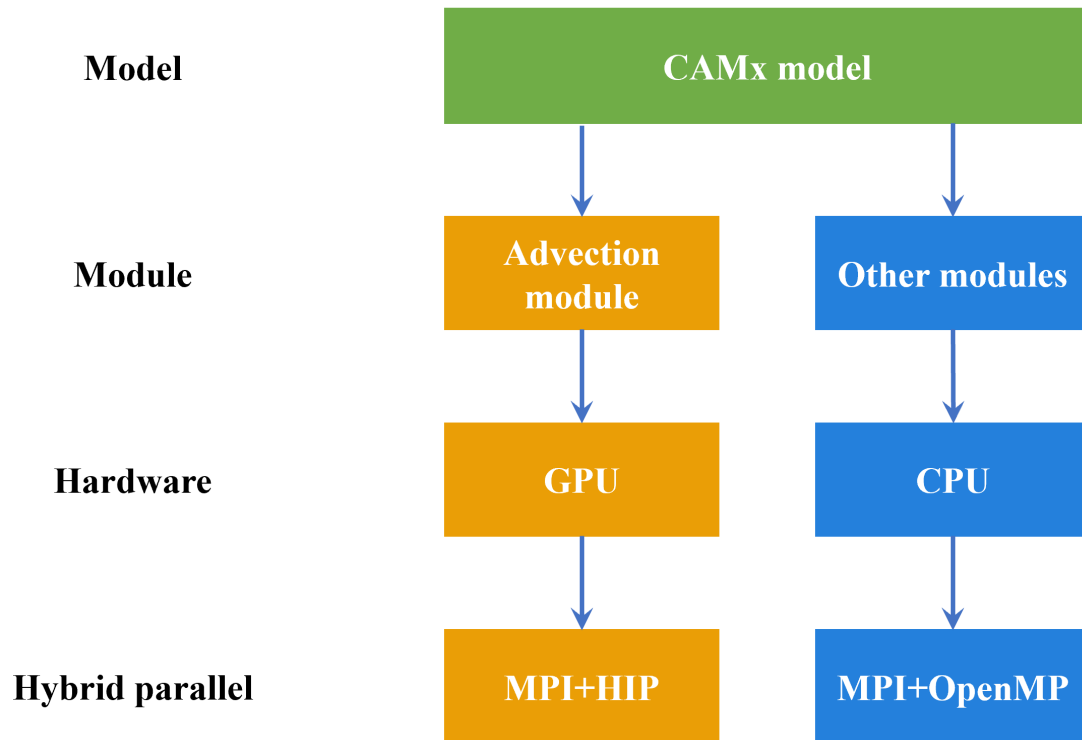 Model
CAMx model
Module
Advection
module
Other modules
Hardware
GPU
CPU
Hybrid parallel
MPI+HIP
MPI+OpenMP